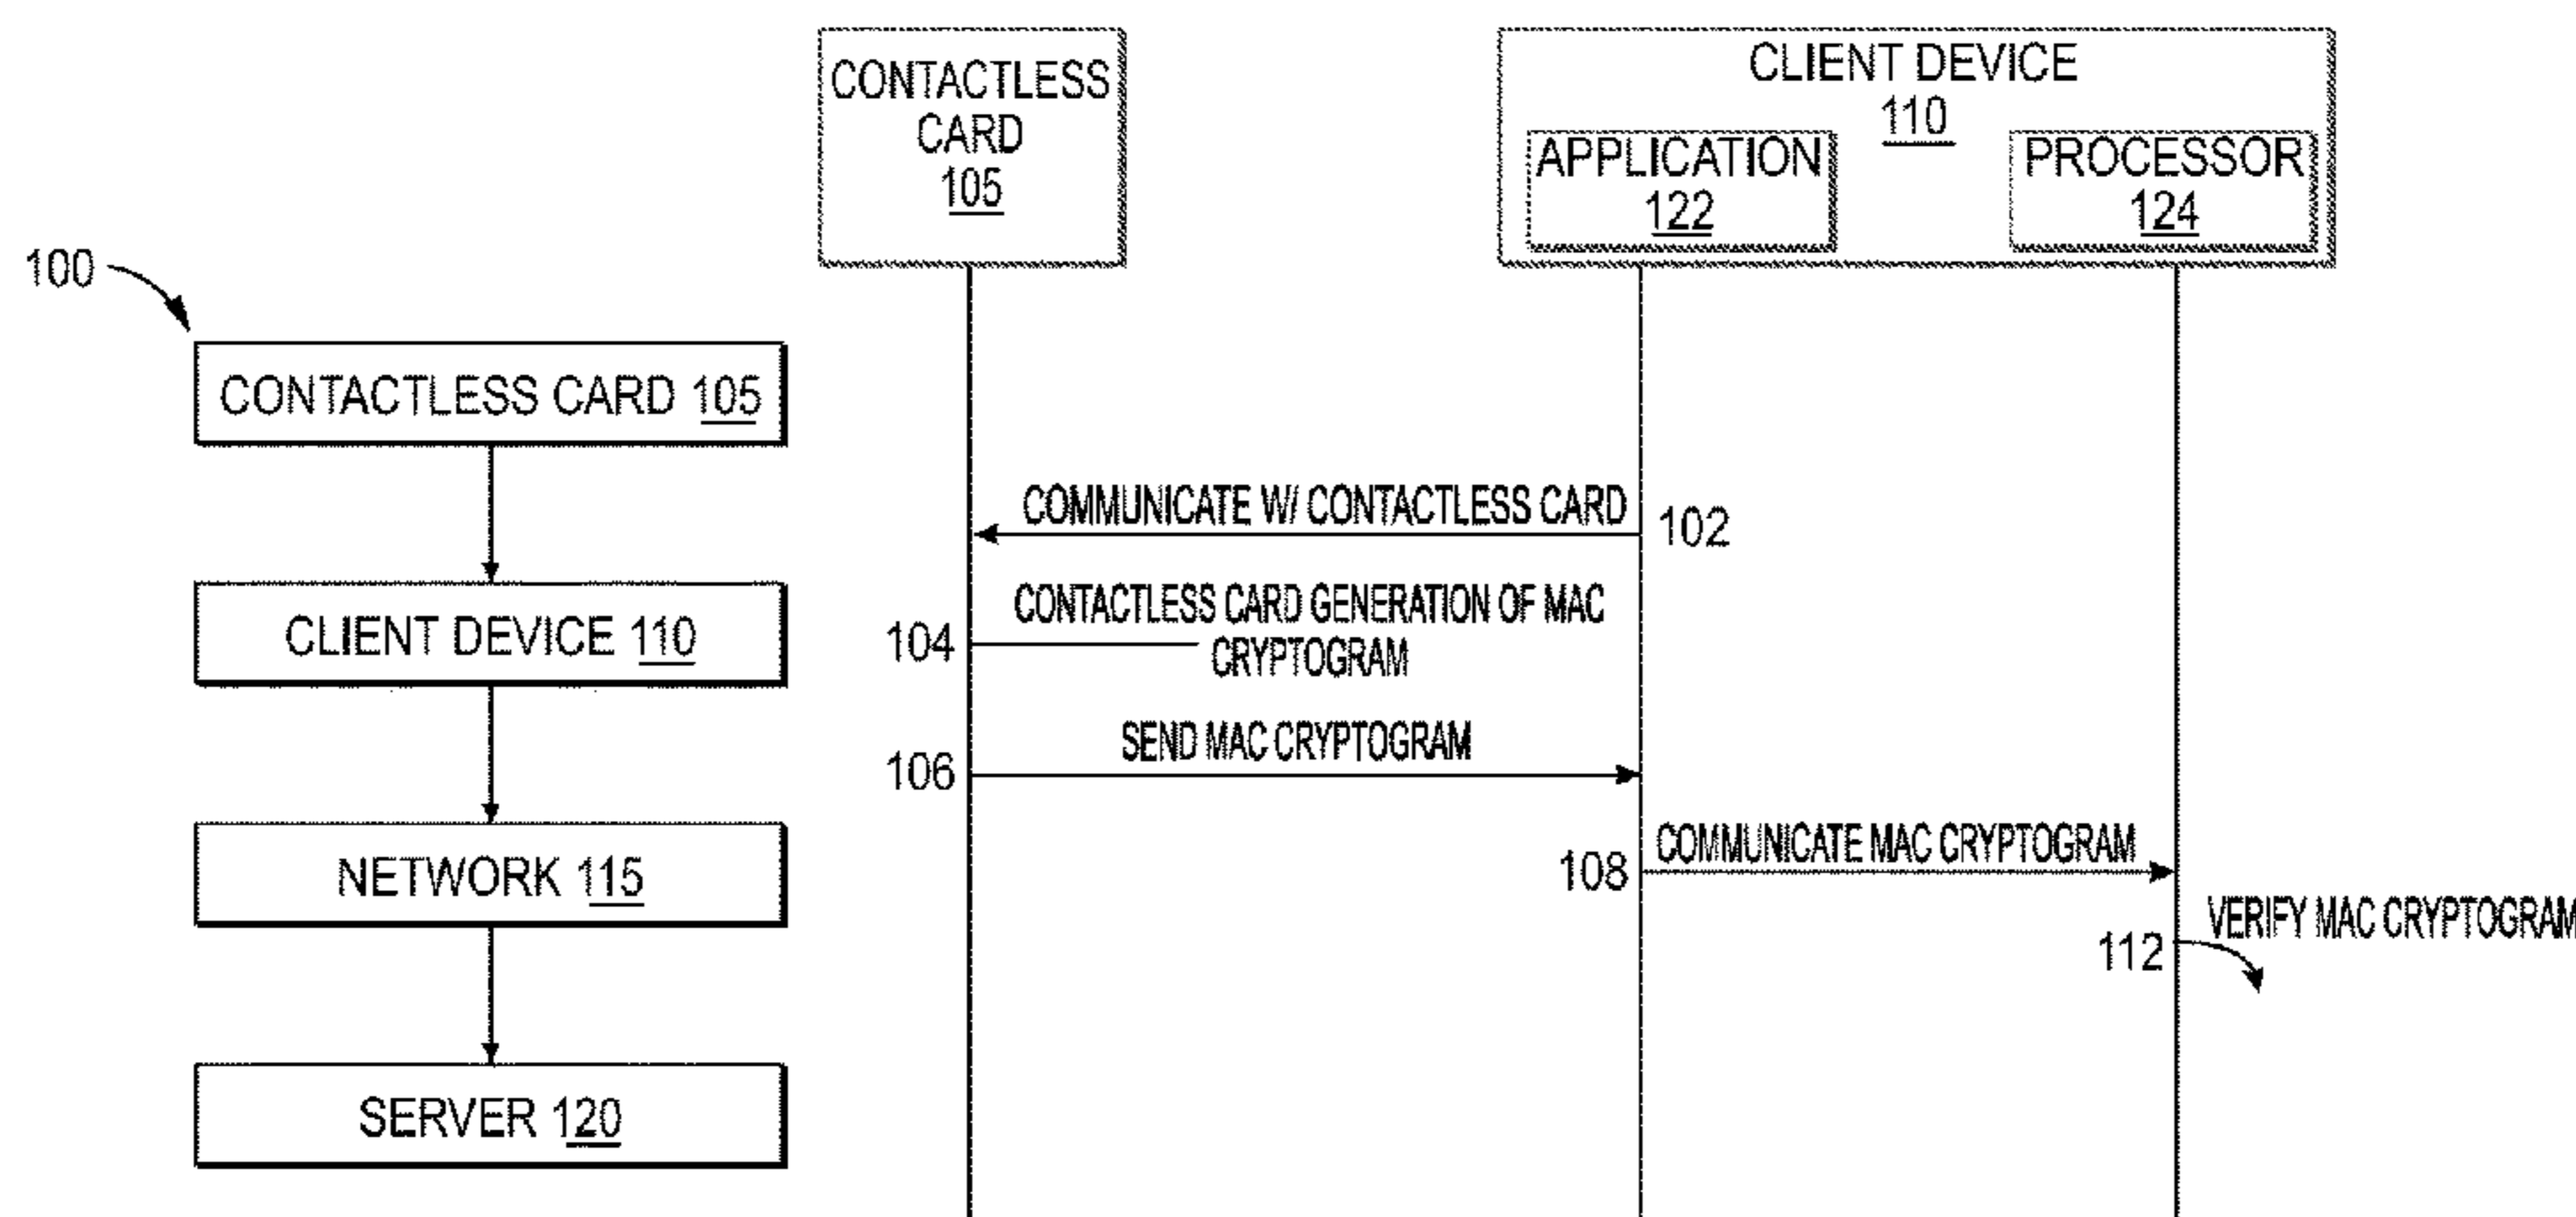 100
CONTACTLESS CARD 105
CLIENT DEVICE 110
NETWORK 115
SERVER 120
CONTACTLESS
CARD
105
CLIENT DEVICE
110
APPLICATION
122
PROCESSOR
124
COMMUNICATE W/ CONTACTLESS CARD
102
CONTACTLESS CARD GENERATION OF MAC
CRYPTOGRAM
104
SEND MAC CRYPTOGRAM
106
COMMUNICATE MAC CRYPTOGRAM
108
VERIFY MAC CRYPTOGRAM
112